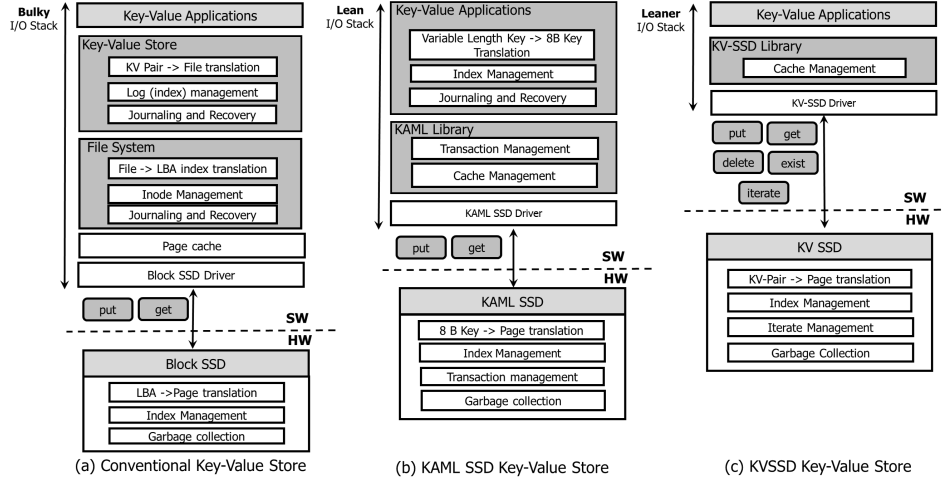 Bulky
I/O Stack
Key-Value Applications
Key-Value Store
KV Pair -> File translation
Log (index) management
Journaling and Recovery
File System
File -> LBA index translation
Inode Management
Journaling and Recovery
Page cache
Block SSD Driver
put
get
SW
HW
Block SSD
LBA ->Page translation
Index Management
Garbage collection
(a) Conventional Key-Value Store
Lean
I/O Stack
Key-Value Applications
Variable Length Key -> 8B Key
Translation
Index Management
Journaling and Recovery
KAML Library
Transaction Management
Cache Management
KAML SSD Driver
put
get
SW
HW
KAML SSD
8 B Key -> Page translation
Index Management
Transaction management
Garbage collection
(b) KAML SSD Key-Value Store
Leaner
I/O Stack
Key-Value Applications
KV-SSD Library
Cache Management
KV-SSD Driver
put
get
delete
exist
iterate
SW
HW
KV SSD
KV-Pair -> Page translation
Index Management
Iterate Management
Garbage Collection
(c) KVSSD Key-Value Store